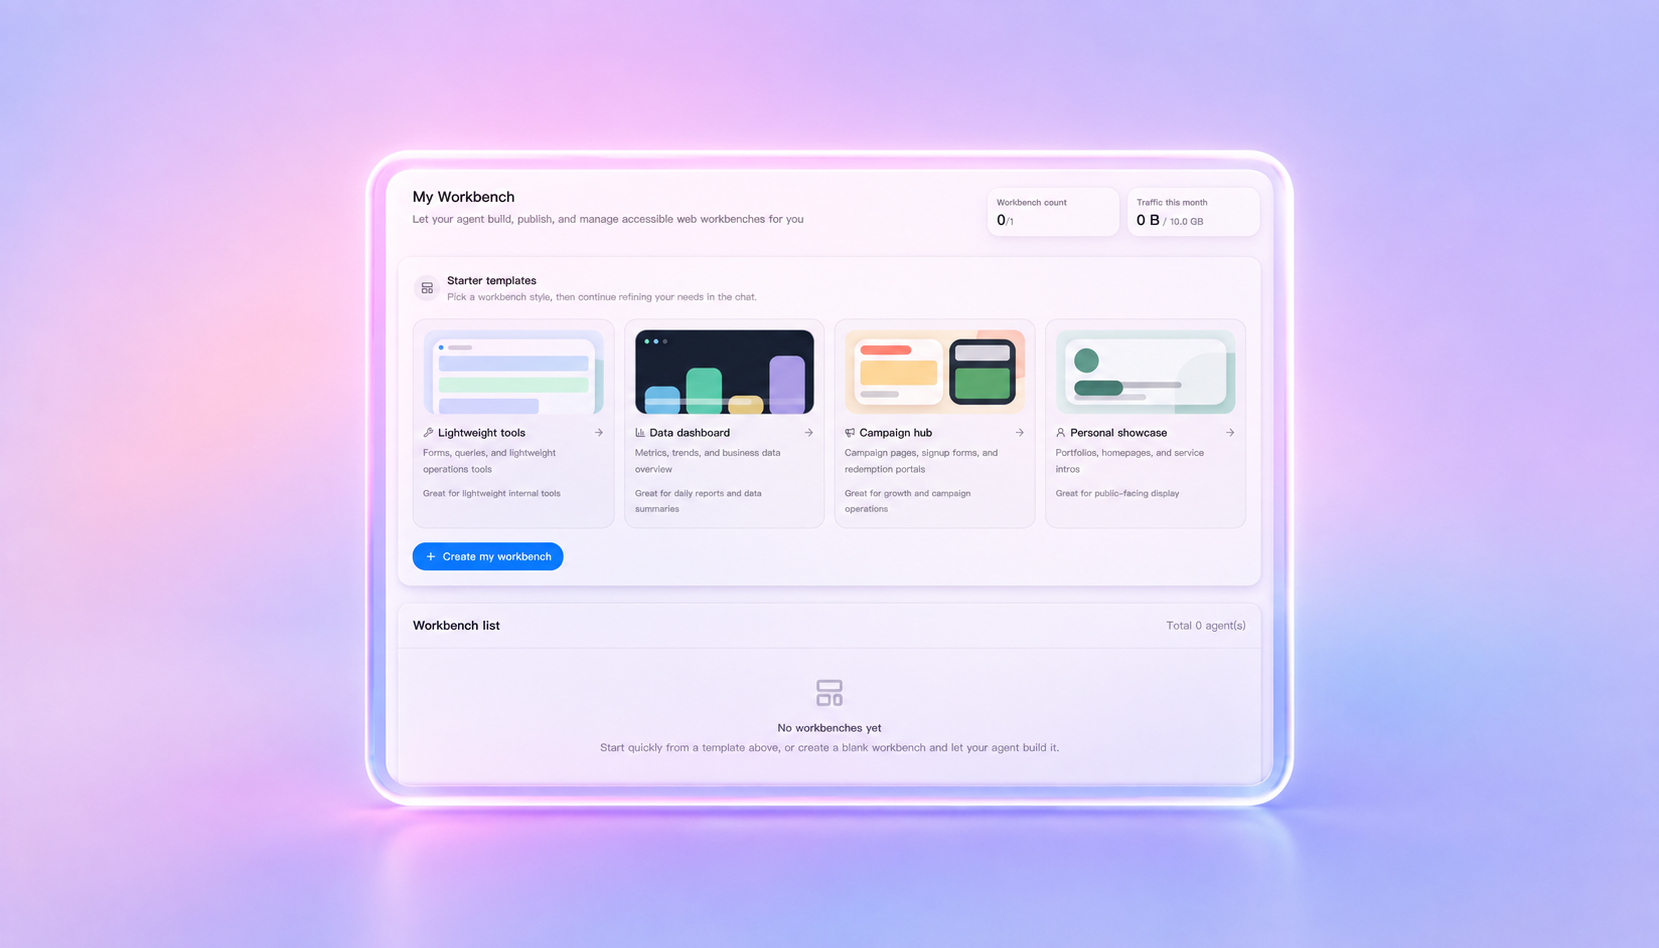 My Workbench
Let your agent build, publish, and manage accessible web workbenches for you
Workbench count
0/1
Traffic this month
0 B / 10.0 GB
Starter templates
Pick a workbench style, then continue refining your needs in the chat.
Lightweight tools
Forms, queries, and lightweight
operations tools
Great for lightweight internal tools
Data dashboard
Metrics, trends, and business data
overview
Great for daily reports and data
summaries
Campaign hub
Campaign pages, signup forms, and
redemption portals
Great for growth and campaign
operations
Personal showcase
Portfolios, homepages, and service
intros
Great for public-facing display
Create my workbench
Workbench list
Total 0 agent(s)
No workbenches yet
Start quickly from a template above, or create a blank workbench and let your agent build it.